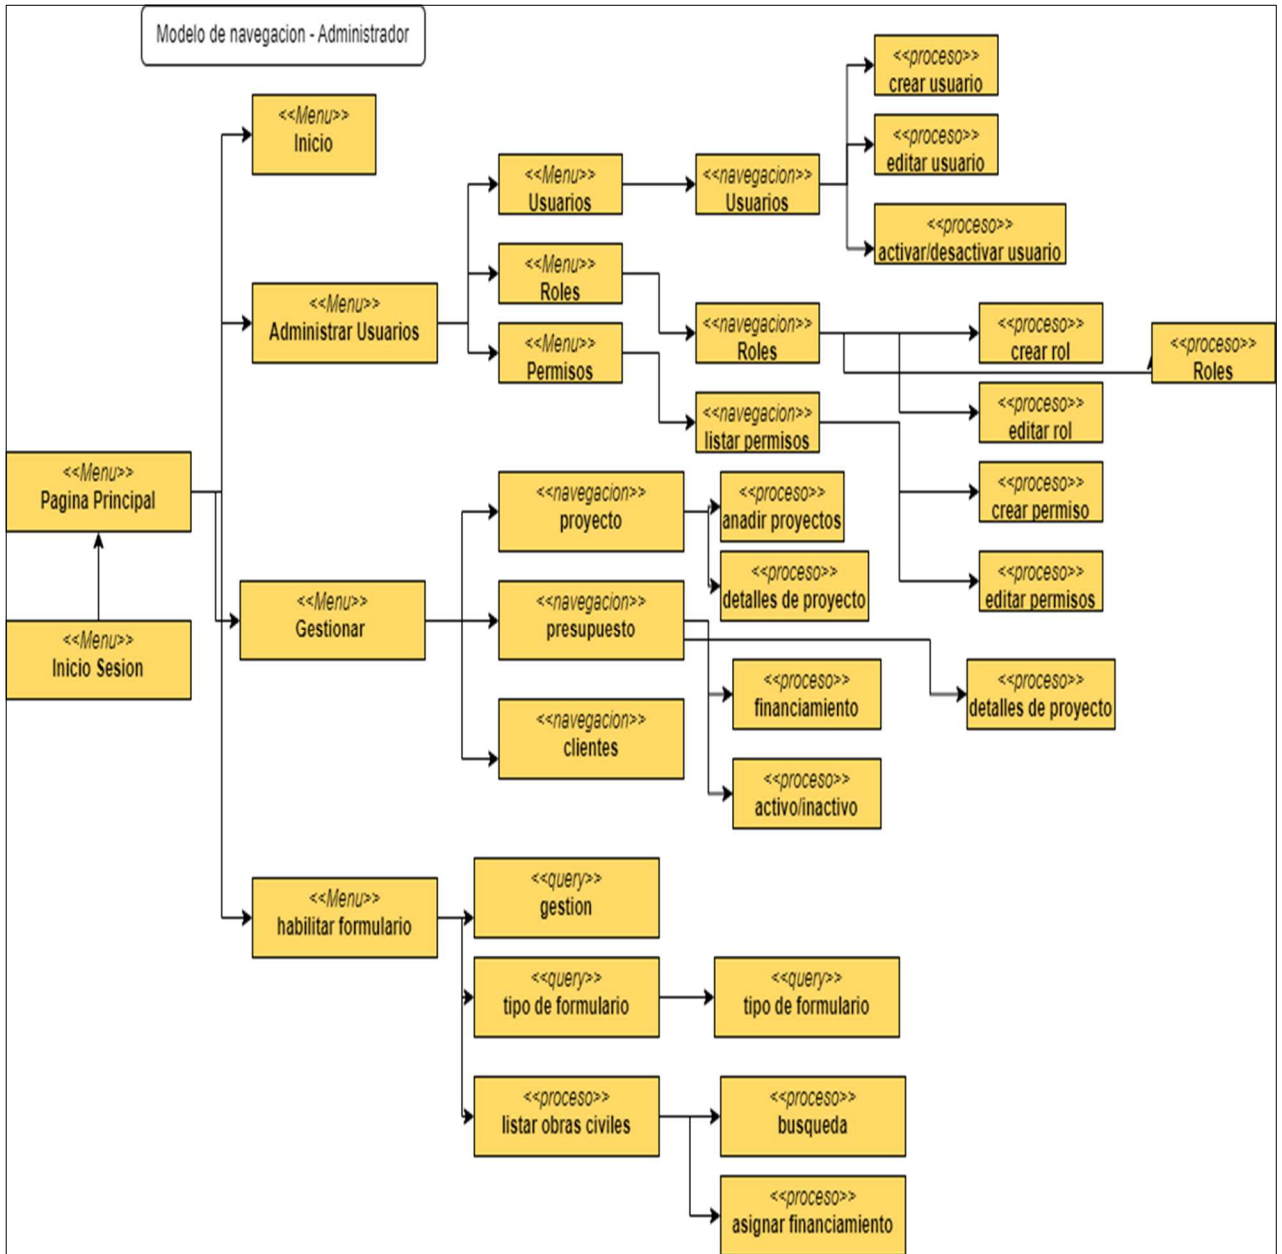 Modelo de navegacion - Administrador
<<Menu>>
Inicio
<<Menu>>
Administrar Usuarios
<<Menu>>
Usuarios
<<navegacion>>
Usuarios
<<proceso>>
crear usuario
<<proceso>>
editar usuario
<<proceso>>
activar/desactivar usuario
<<Menu>>
Roles
<<navegacion>>
Roles
<<proceso>>
crear rol
<<proceso>>
Roles
<<proceso>>
editar rol
<<Menu>>
Permisos
<<navegacion>>
listar permisos
<<proceso>>
crear permiso
<<proceso>>
editar permisos
<<Menu>>
Pagina Principal
<<Menu>>
Inicio Sesion
<<Menu>>
Gestionar
<<navegacion>>
proyecto
<<proceso>>
anadir proyectos
<<proceso>>
detalles de proyecto
<<navegacion>>
presupuesto
<<proceso>>
financiamiento
<<proceso>>
detalles de proyecto
<<proceso>>
activo/inactivo
<<navegacion>>
clientes
<<Menu>>
habilitar formulario
<<query>>
gestion
<<query>>
tipo de formulario
<<query>>
tipo de formulario
<<proceso>>
listar obras civiles
<<proceso>>
busqueda
<<proceso>>
asignar financiamiento